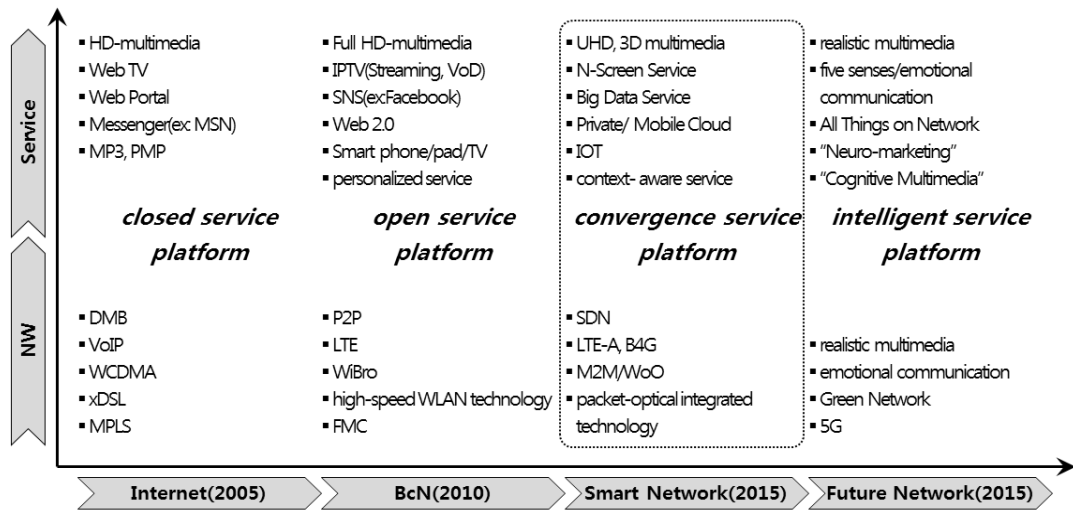 Service
NW
▪ HD-multimedia
▪ Web TV
▪ Web Portal
▪ Messenger(ex: MSN)
▪ MP3, PMP
closed service
platform
▪ DMB
▪ VoIP
▪ WCDMA
▪ xDSL
▪ MPLS
▪ Full HD-multimedia
▪ IPTV(Streaming, VoD)
▪ SNS(ex:Facebook)
▪ Web 2.0
▪ Smart phone/pad/TV
▪ personalized service
open service
platform
▪ P2P
▪ LTE
▪ WiBro
▪ high-speed WLAN technology
▪ FMC
▪ UHD, 3D multimedia
▪ N-Screen Service
▪ Big Data Service
▪ Private/ Mobile Cloud
▪ IOT
▪ context- aware service
convergence service
platform
▪ SDN
▪ LTE-A, B4G
▪ M2M/WoO
▪ packet-optical integrated
technology
▪ realistic multimedia
▪ five senses/emotional
communication
▪ All Things on Network
▪ “Neuro-marketing”
▪ “Cognitive Multimedia”
intelligent service
platform
▪ realistic multimedia
▪ emotional communication
▪ Green Network
▪ 5G
Internet(2005)
BcN(2010)
Smart Network(2015)
Future Network(2015)